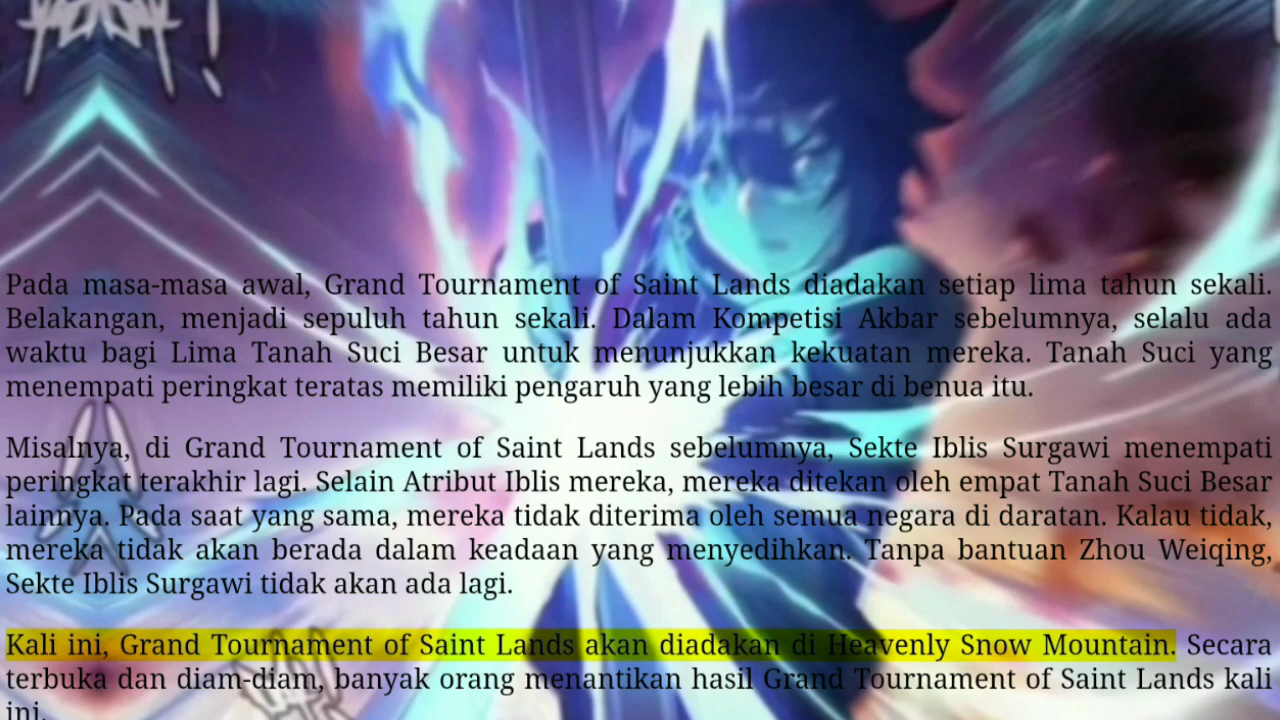 Pada masa-masa awal, Grand Tournament of Saint Lands diadakan setiap lima tahun sekali.
Belakangan, menjadi sepuluh tahun sekali. Dalam Kompetisi Akbar sebelumnya, selalu ada
waktu bagi Lima Tanah Suci Besar untuk menunjukkan kekuatan mereka. Tanah Suci yang
menempati peringkat teratas memiliki pengaruh yang lebih besar di benua itu.
Misalnya, di Grand Tournament of Saint Lands sebelumnya, Sekte Iblis Surgawi menempati
peringkat terakhir lagi. Selain Atribut Iblis mereka, mereka ditekan oleh empat Tanah Suci Besar
lainnya. Pada saat yang sama, mereka tidak diterima oleh semua negara di daratan. Kalau tidak,
mereka tidak akan berada dalam keadaan yang menyedihkan. Tanpa bantuan Zhou Weiqing,
Sekte Iblis Surgawi tidak akan ada lagi.
Kali ini, Grand Tournament of Saint Lands akan diadakan di Heavenly Snow Mountain. Secara
terbuka dan diam-diam, banyak orang menantikan hasil Grand Tournament of Saint Lands kali
ini.